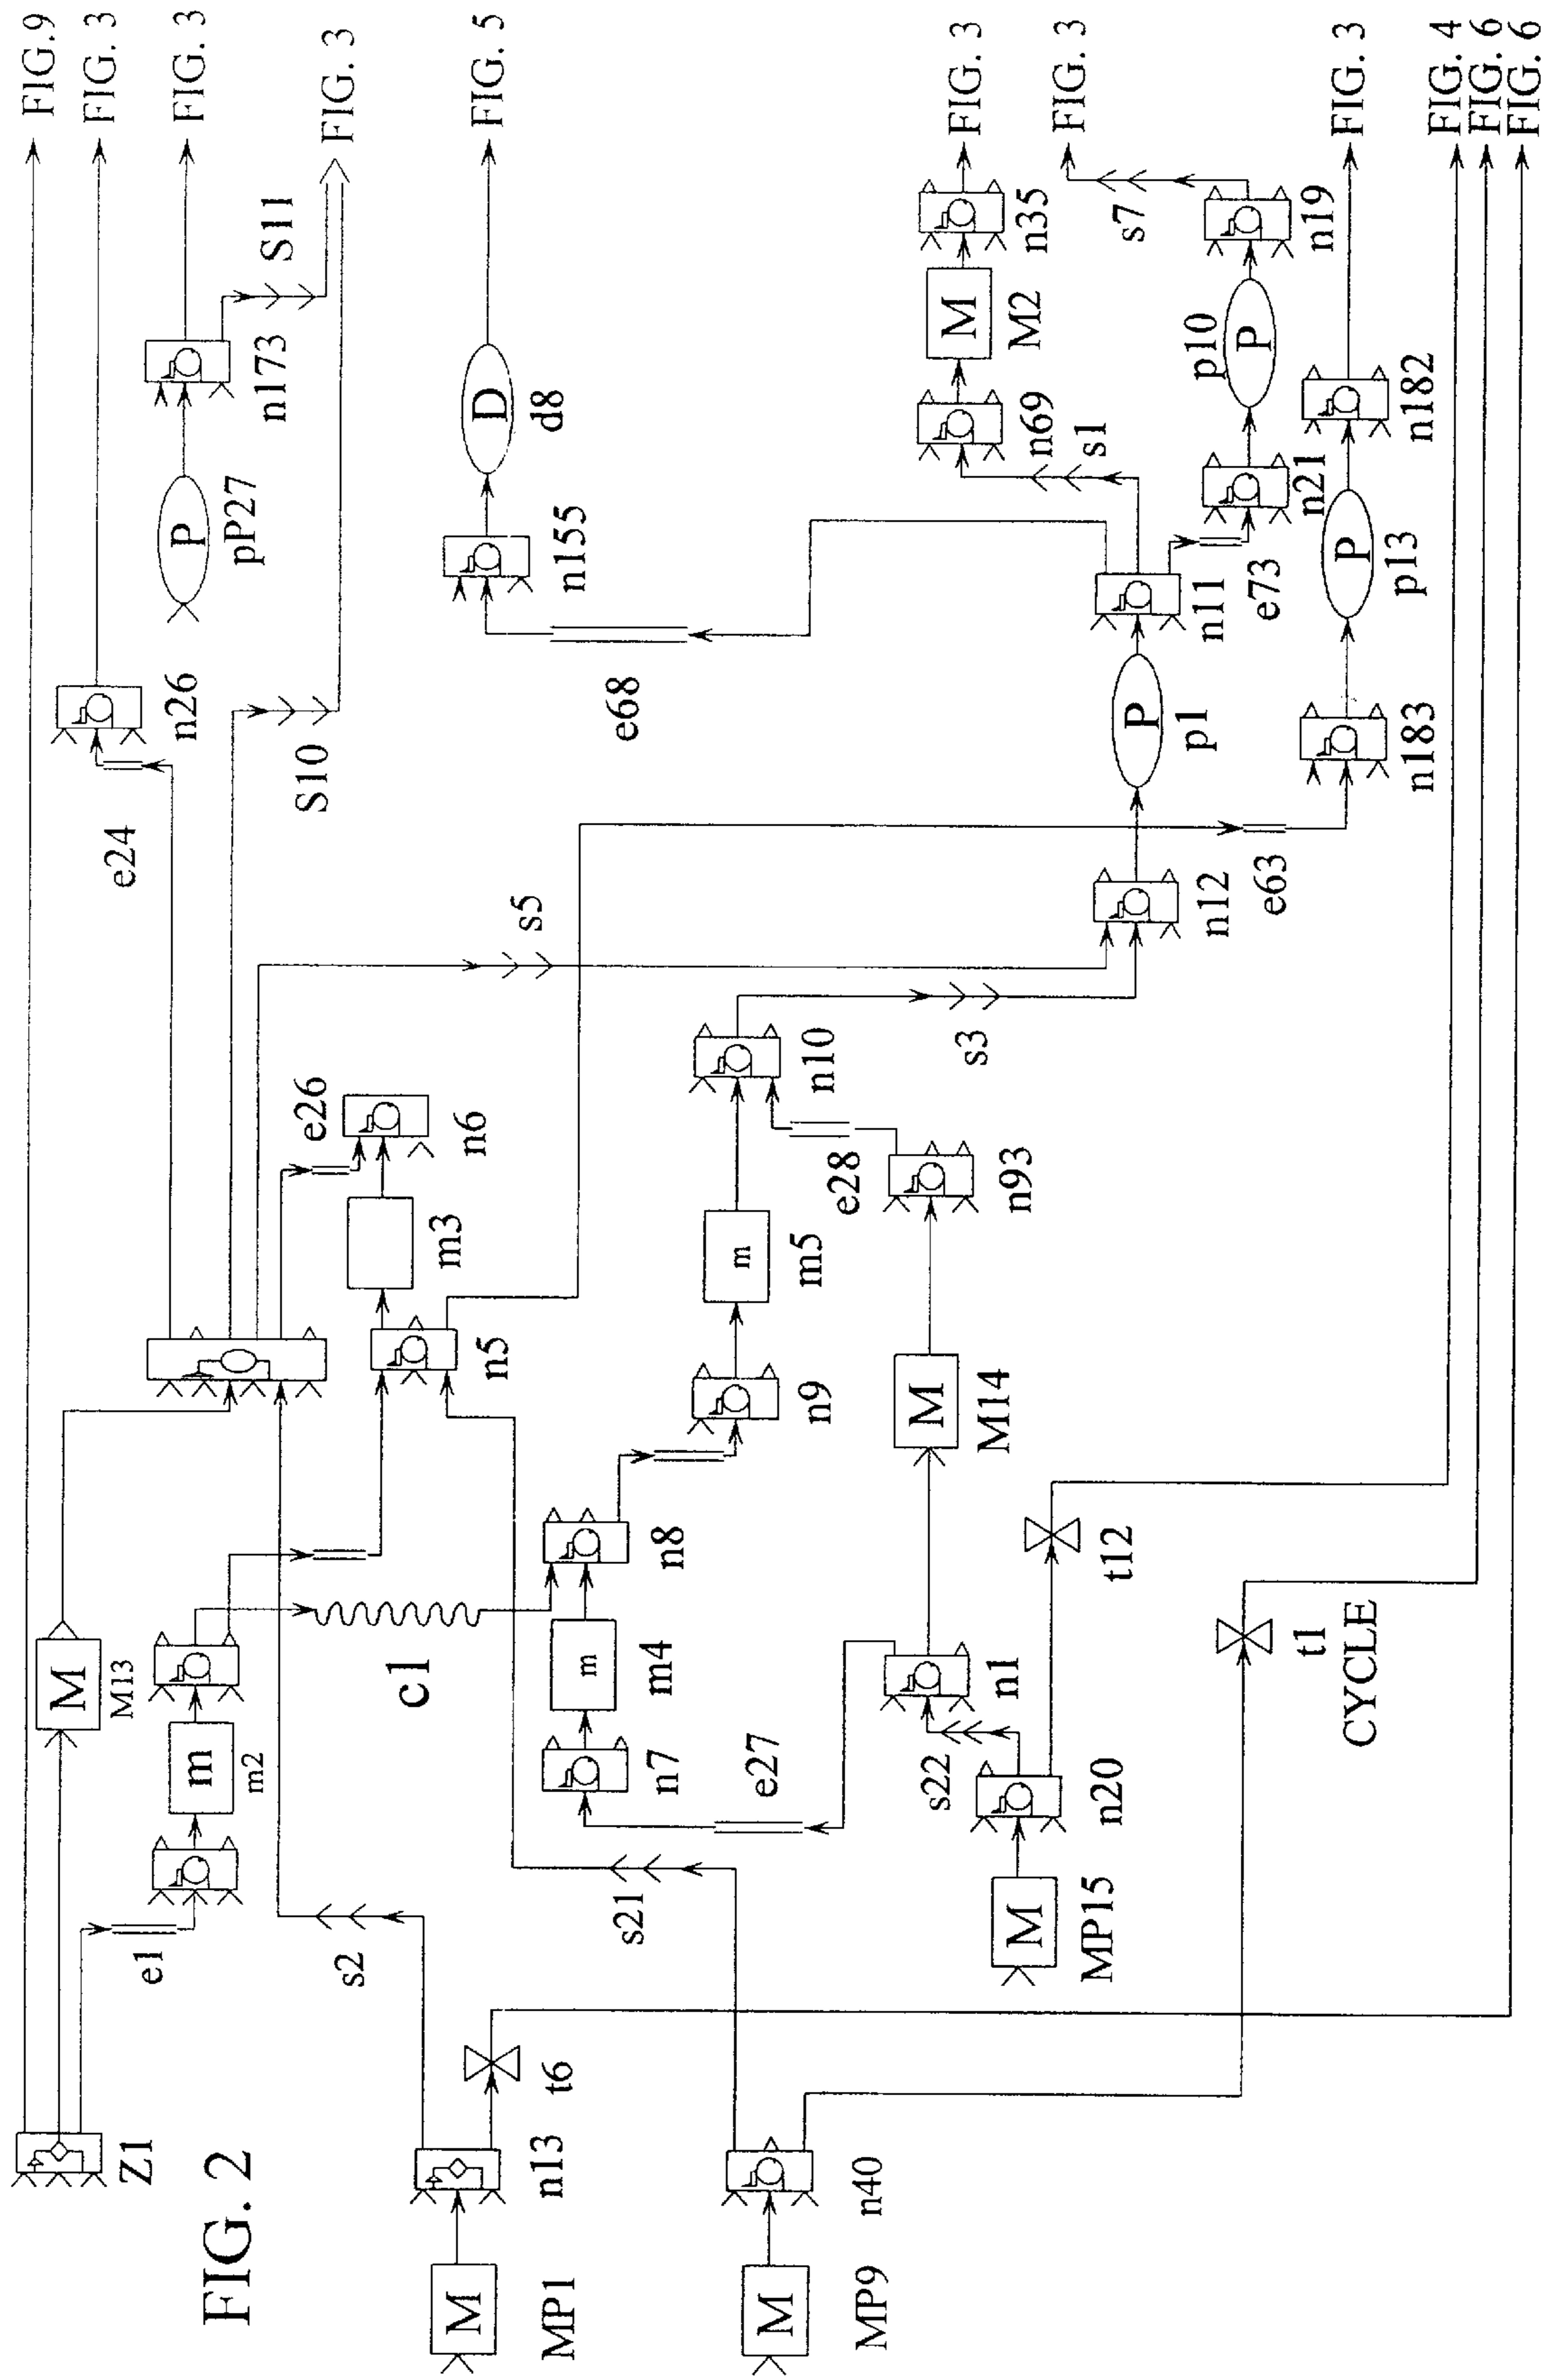 FIG. 2
Z1
FIG.9
M
M13
e1
m
m2
e24
n26
FIG. 3
P
pP27
n173
FIG. 3
S11
S10
FIG. 3
MP1
M
n13
t6
s2
c1
n5
m3
e26
n6
s5
n155
D
d8
FIG. 5
MP9
M
n40
s21
e27
n7
m
m4
n8
n9
m
m5
n10
e28
s3
e68
MP15
M
n20
s22
n1
M
M14
n93
n12
P
p1
n11
s1
n69
M
M2
n35
FIG. 3
e73
n21
P
p10
n19
s7
FIG. 3
e63
n183
P
p13
n182
FIG. 3
t12
t1
CYCLE
FIG. 4
FIG. 6
FIG. 6